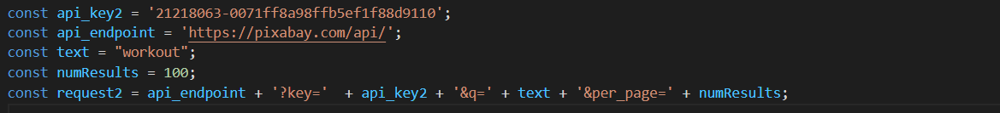 const api_key2 = '21218063-0071ff8a98ffb5ef1f88d9110';
const api_endpoint = 'https://pixabay.com/api/';
const text = "workout";
const numResults = 100;
const request2 = api_endpoint + '?key='  + api_key2 + '&q=' + text + '&per_page=' + numResults;